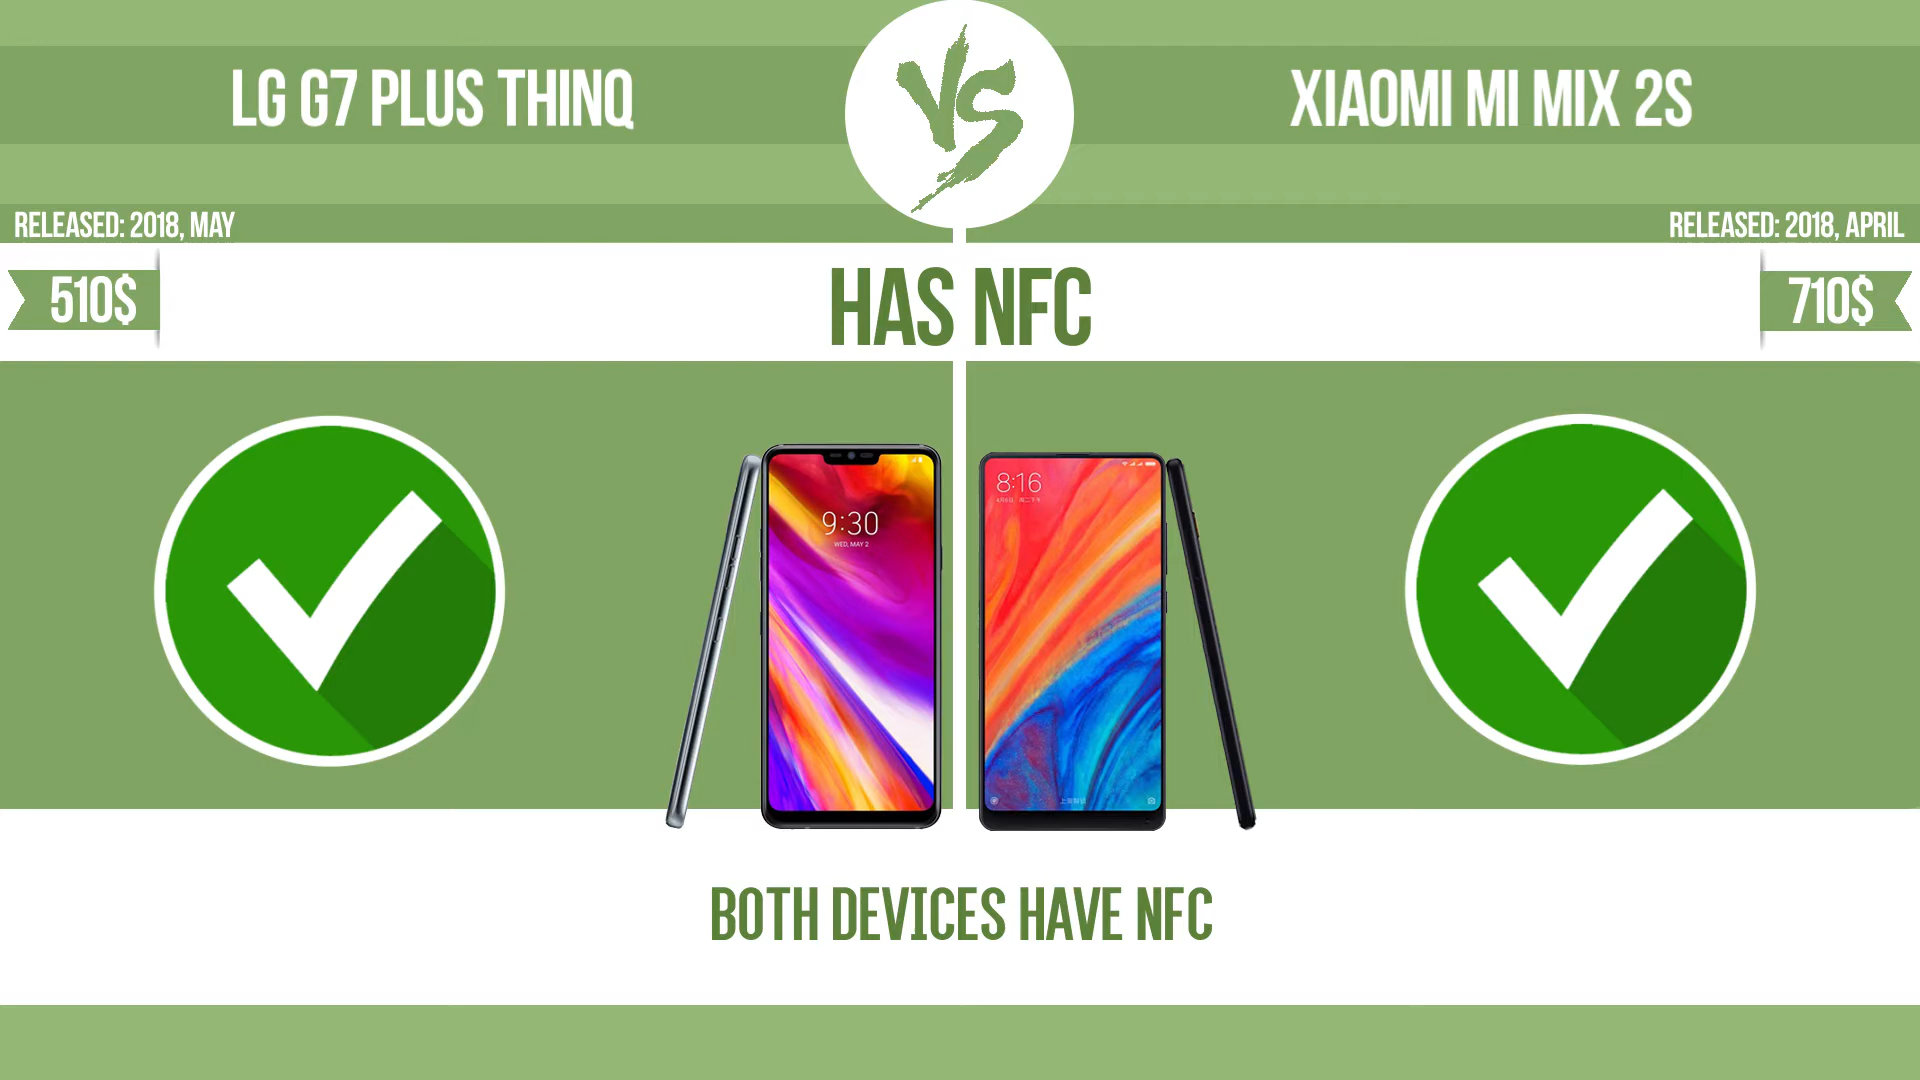 LG G7 PLUS THINQ
VS
XIAOMI MI MIX 2S
RELEASED: 2018, MAY
RELEASED: 2018, APRIL
510$
HAS NFC
710$
9:30
WED, MAY 2
8:16
BOTH DEVICES HAVE NFC